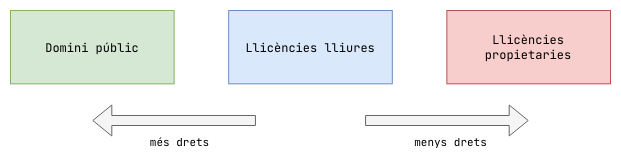 Domini públic
Llicències lliures
Llicències
propietaries
més drets
menys drets